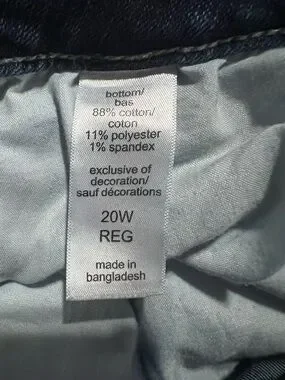 bottom/
bas
88% cotton/
coton
11% polyester
1% spandex
exclusive of
decoration/
sauf décorations
20W
REG
made in
bangladesh